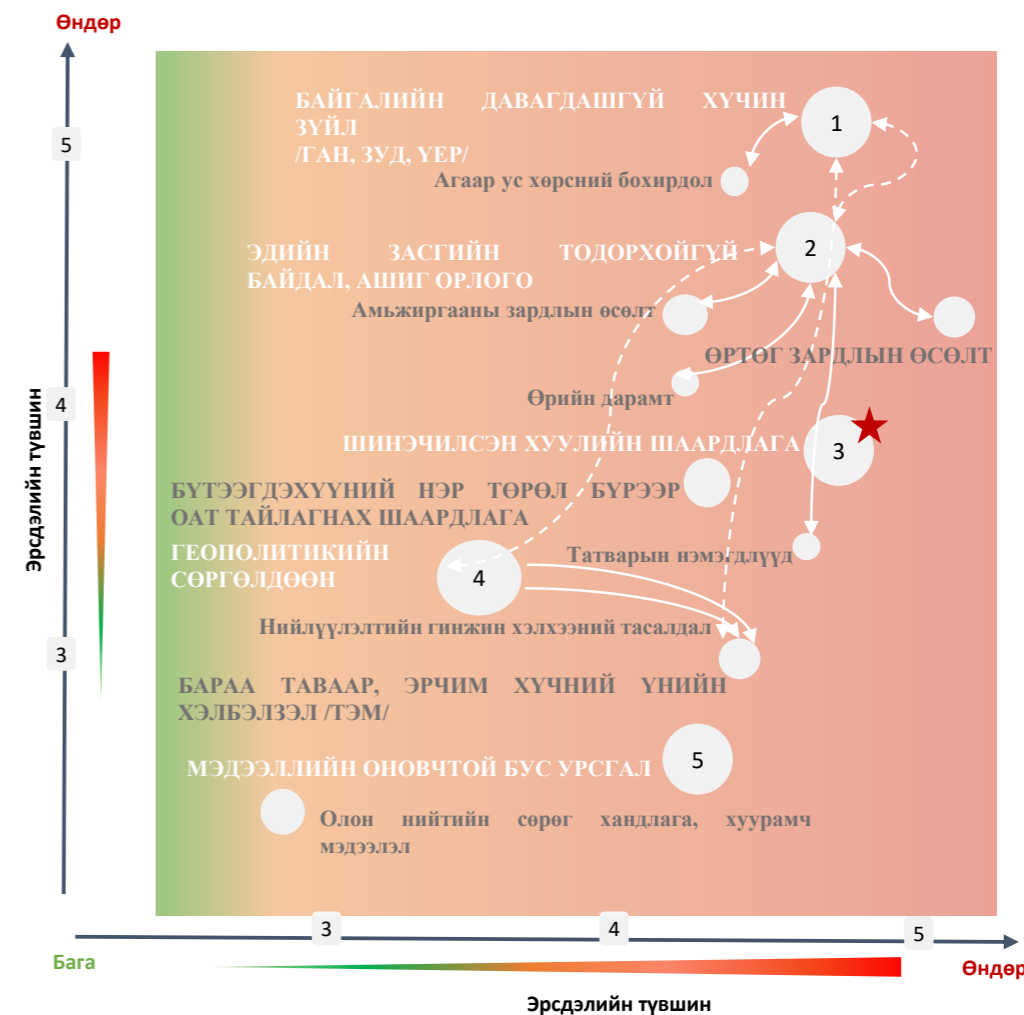 Өндөр
БАЙГАЛИЙН ДАВАГДАШГҮЙ ХҮЧИН
ЗҮЙЛ
/ГАН, ЗУД, ҮЕР/
1
5
Агаар ус хөрсний бохирдол
2
ЭДИЙН ЗАСГИЙН ТОДОРХОЙГҮЙ
БАЙДАЛ, АШИГ ОРЛОГО
Амьжиргааны зардлын өсөлт
ӨРТӨГ ЗАРДЛЫН ӨСӨЛТ
Өрийн дарамт
4
ШИНЭЧИЛСЭН ХУУЛИЙН ШААРДЛАГА
3
Эрсдэлийн түвшин
БҮТЭЭГДЭХҮҮНИЙ НЭР ТӨРӨЛ БҮРЭЭР
ОАТ ТАЙЛАГНАХ ШААРДЛАГА
ГЕОПОЛИТИКИЙН
СӨРГӨЛДӨӨН
4
Татварын нэмэгдлүүд
Нийлүүлэлтийн гинжин хэлхээний тасалдал
3
БАРАА ТАВААР, ЭРЧИМ ХҮЧНИЙ ҮНИЙН
ХЭЛБЭЛЗЭЛ /ТЭМ/
МЭДЭЭЛЛИЙН ОНОВЧТОЙ БУС УРСГАЛ
5
Олон нийтийн сөрөг хандлага, хуурамч
мэдээлэл
3
4
5
Бага
Өндөр
Эрсдэлийн түвшин